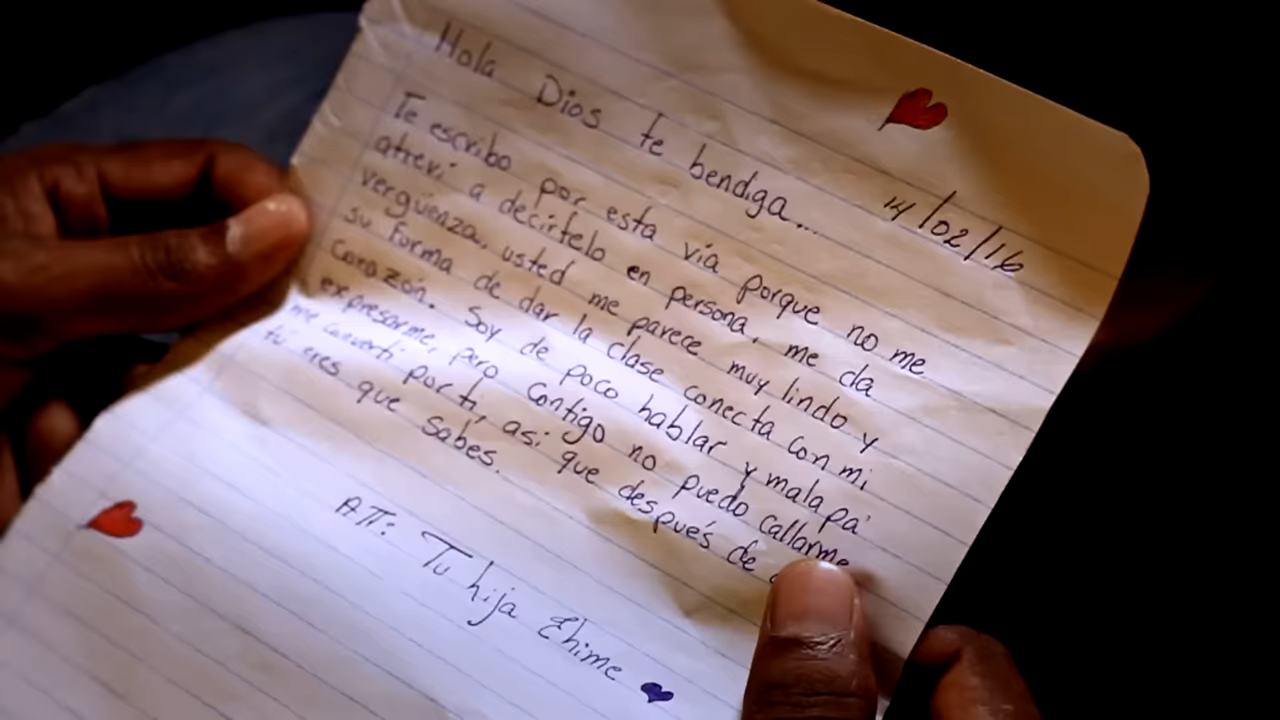 14/02/16
Hola Dios te bendiga...
Te escribo por esta vía porque no me
atreví a decírtelo en persona, me da
vergüenza, usted me parece muy lindo y
su forma de dar la clase conecta con mi
corazón. Soy de poco hablar y mala pa'
expresarme, pero contigo no puedo callarme
me convertí por ti, así que después de
tú eres que sabes.
ATT: Tu hija Ehime